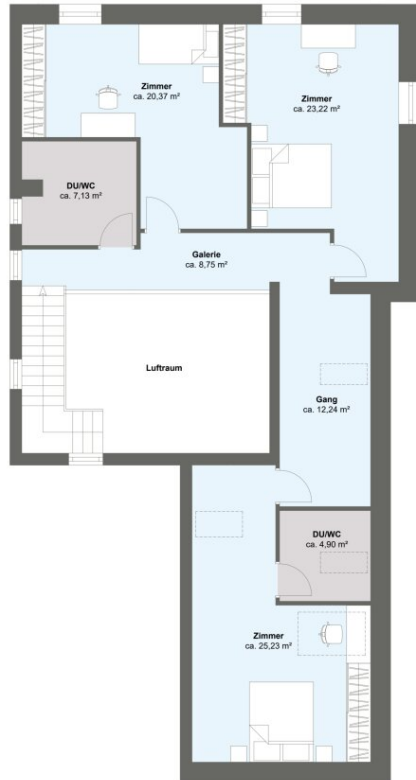 Zimmer
ca. 20,37 m²
Zimmer
ca. 23,22 m²
DU/WC
ca. 7,13 m²
Galerie
ca. 8,75 m²
Luftraum
Gang
ca. 12,24 m²
DU/WC
ca. 4,90 m²
Zimmer
ca. 25,23 m²